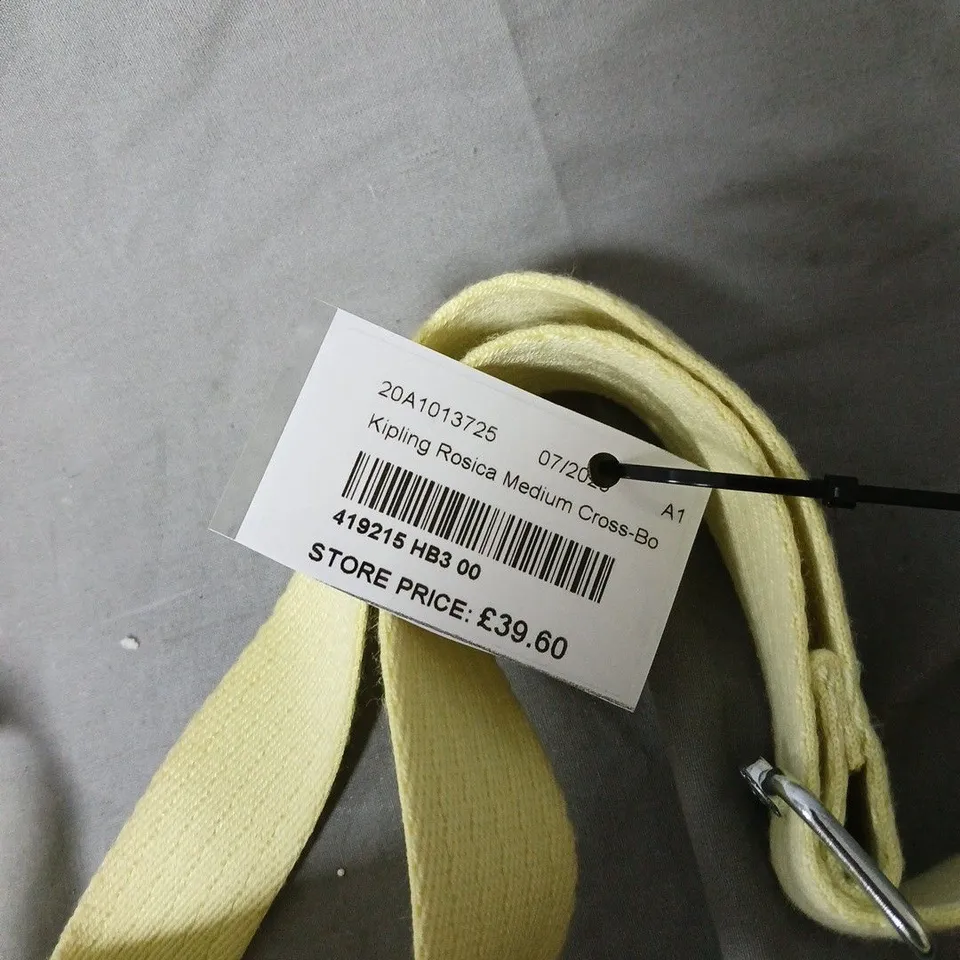 20A1013725 A1
Kipling Rosica Medium Cross-Bo
419215 HB3 00
STORE PRICE: £39.60